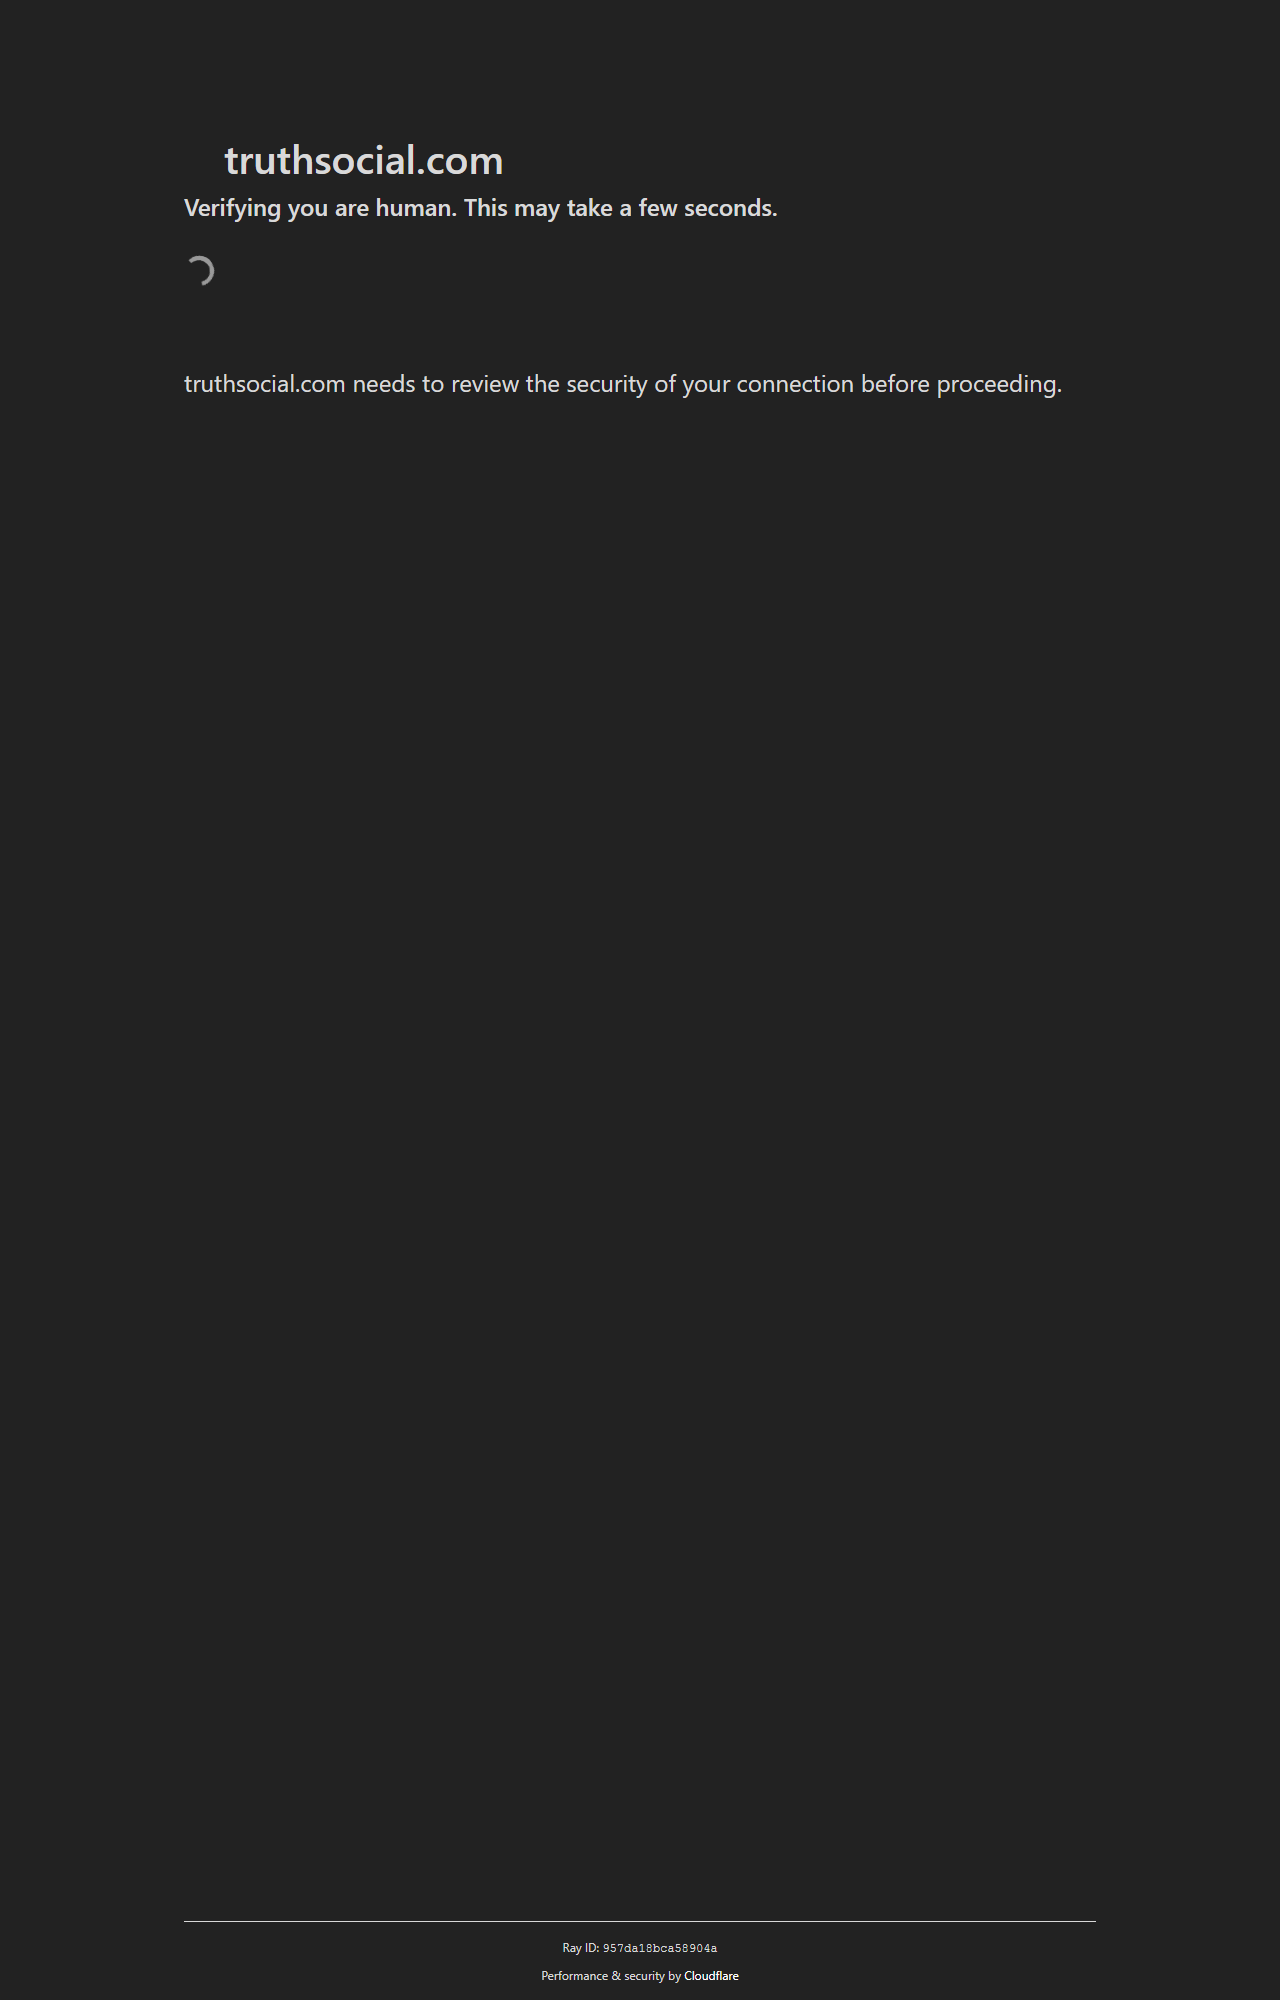 truthsocial.com
Verifying you are human. This may take a few seconds.
truthsocial.com needs to review the security of your connection before proceeding.
Ray ID: 957da18bca58904a
Performance & security by Cloudflare